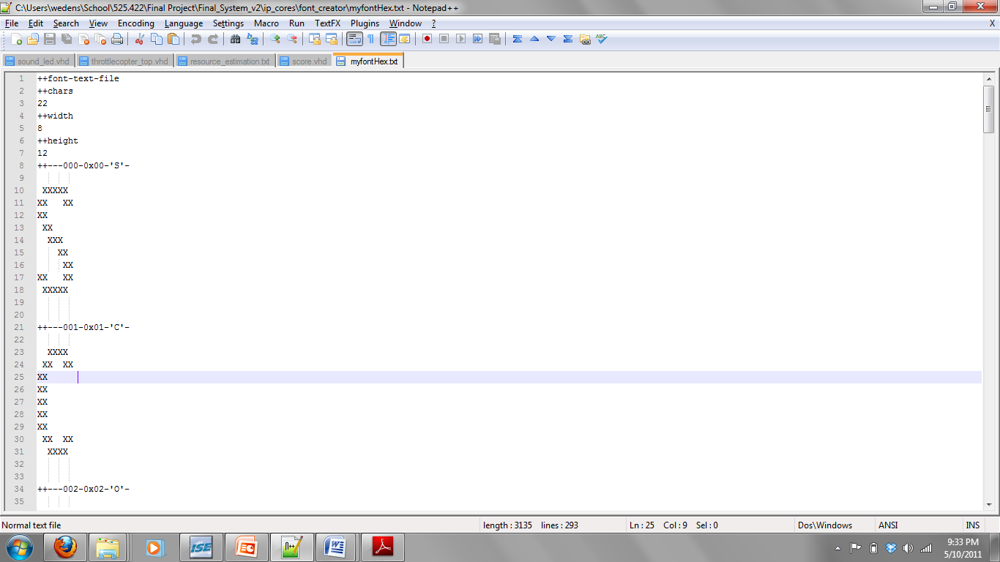 C:\Users\wedens\School\525.422\Final Project\Final_System_v2\ip_cores\font_creator\myfontHex.txt - Notepad++
File Edit Search View Encoding Language Settings Macro Run TextFX Plugins Window ? X
sound_led.vhd throttlecopter_top.vhd resource_estimation.txt score.vhd myfontHex.txt
1 ++font-text-file
2 ++chars
3 22
4 ++width
5 8
6 ++height
7 12
8 ++---000-0x00-'S'-
9
10  XXXXX
11 XX   XX
12 XX
13  XX
14   XXX
15     XX
16      XX
17 XX   XX
18  XXXXX
19
20
21 ++---001-0x01-'C'-
22
23   XXXX
24  XX  XX
25 XX
26 XX
27 XX
28 XX
29 XX
30  XX  XX
31   XXXX
32
33
34 ++---002-0x02-'O'-
35
Normal text file length : 3135 lines : 293 Ln : 25 Col : 9 Sel : 0 Dos\Windows ANSI INS
ISE
9:33 PM
5/10/2011